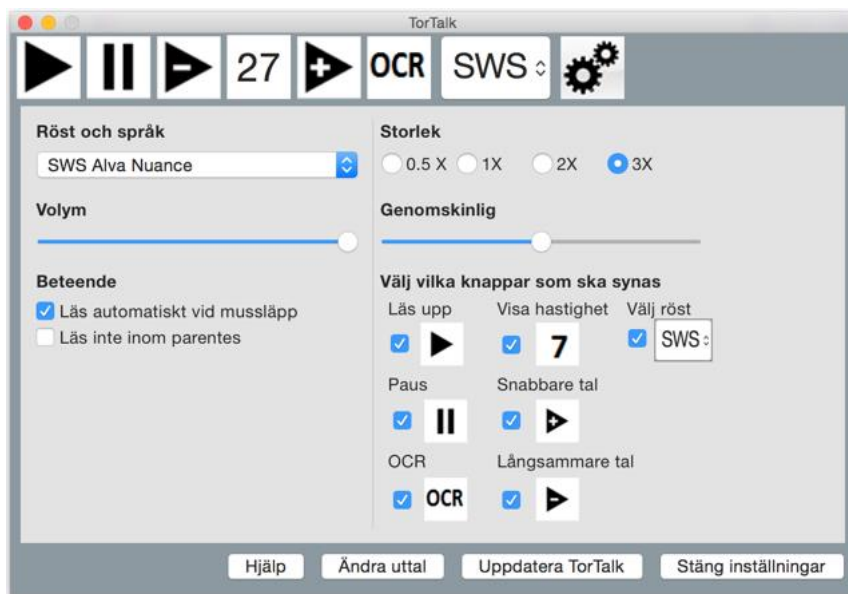 TorTalk
27 OCR SWS
Röst och språk
SWS Alva Nuance
Volym
Beteende
Läs automatiskt vid mussläpp
Läs inte inom parentes
Storlek
0.5 X 1X 2X 3X
Genomskinlig
Välj vilka knappar som ska synas
Läs upp Visa hastighet Välj röst
7 SWS
Paus Snabbare tal
OCR Långsammare tal
OCR
Hjälp Ändra uttal Uppdatera TorTalk Stäng inställningar